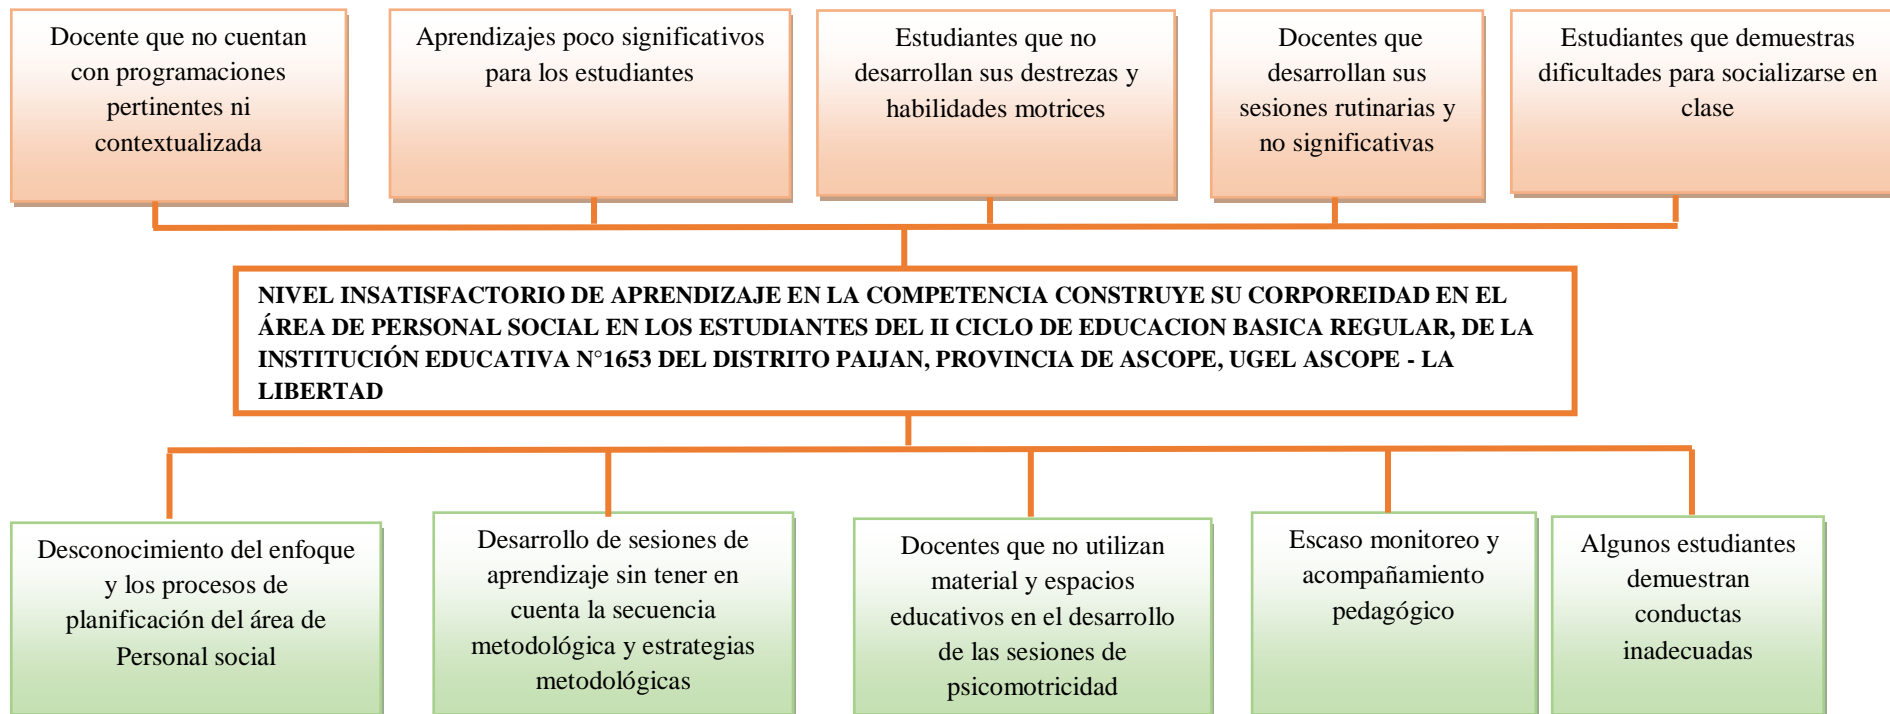 Docente que no cuentan
con programaciones
pertinentes ni
contextualizada
Aprendizajes poco significativos
para los estudiantes
Estudiantes que no
desarrollan sus destrezas y
habilidades motrices
Docentes que
desarrollan sus
sesiones rutinarias y
no significativas
Estudiantes que demuestras
dificultades para socializarse en
clase
NIVEL INSATISFACTORIO DE APRENDIZAJE EN LA COMPETENCIA CONSTRUYE SU CORPOREIDAD EN EL
ÁREA DE PERSONAL SOCIAL EN LOS ESTUDIANTES DEL II CICLO DE EDUCACION BASICA REGULAR, DE LA
INSTITUCIÓN EDUCATIVA N°1653 DEL DISTRITO PAIJAN, PROVINCIA DE ASCOPE, UGEL ASCOPE - LA
LIBERTAD
Desconocimiento del enfoque
y los procesos de
planificación del área de
Personal social
Desarrollo de sesiones de
aprendizaje sin tener en
cuenta la secuencia
metodológica y estrategias
metodológicas
Docentes que no utilizan
material y espacios
educativos en el desarrollo
de las sesiones de
psicomotricidad
Escaso monitoreo y
acompañamiento
pedagógico
Algunos estudiantes
demuestran
conductas
inadecuadas